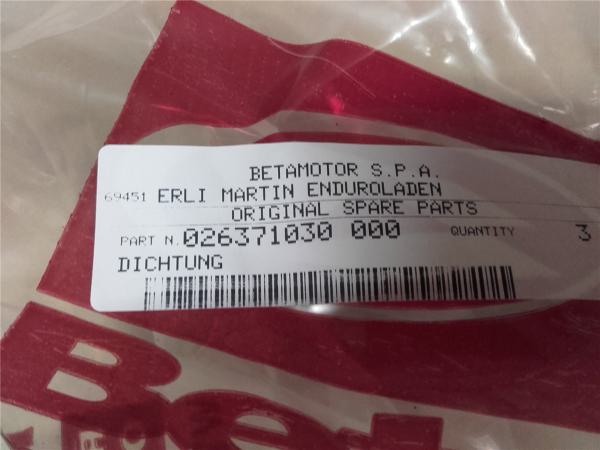 BETAMOTOR S.P.A.
69451 ERLI MARTIN ENDUROLADEN
ORIGINAL SPARE PARTS
PART N. 026371030 000 QUANTITY 3
DICHTUNG
Bet